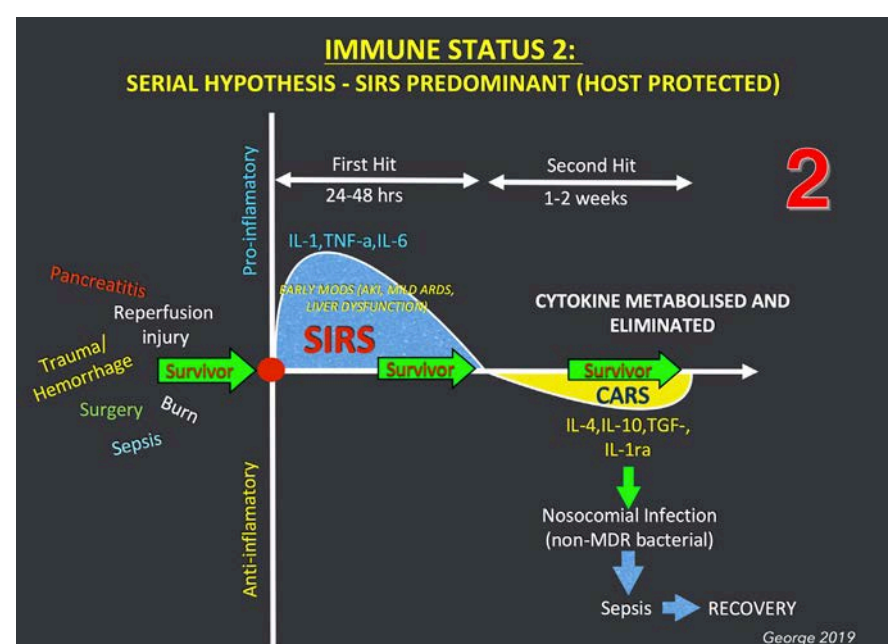 IMMUNE STATUS 2:
SERIAL HYPOTHESIS - SIRS PREDOMINANT (HOST PROTECTED)
2
First Hit
24-48 hrs
Second Hit
1-2 weeks
Pro-inflamatory
IL-1,TNF-a,IL-6
EARLY MODS (AKI, MILD ARDS,
LIVER DYSFUNCTION)
SIRS
CYTOKINE METABOLISED AND
ELIMINATED
Pancreatitis
Reperfusion
injury
Trauma/
Hemorrhage
Surgery
Burn
Sepsis
Survivor
Survivor
Survivor
CARS
IL-4,IL-10,TGF-,
IL-1ra
Anti-inflamatory
Nosocomial Infection
(non-MDR bacterial)
Sepsis
RECOVERY
George 2019